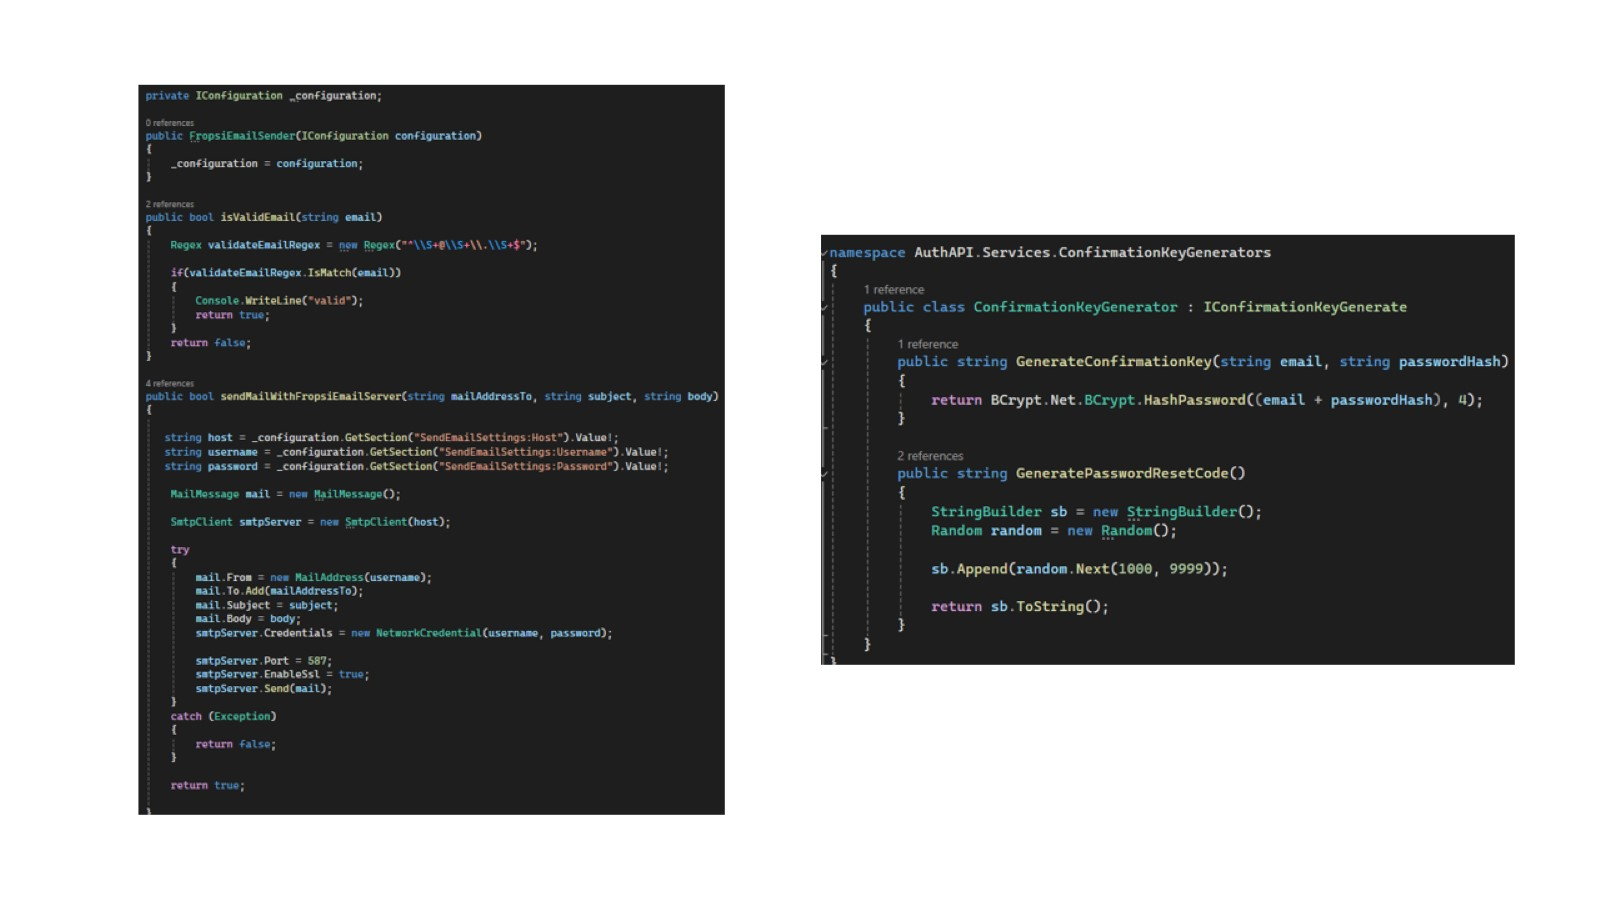 private IConfiguration _configuration;
0 references
public FropsiEmailSender(IConfiguration configuration)
{
_configuration = configuration;
}
2 references
public bool isValidEmail(string email)
{
Regex validateEmailRegex = new Regex("^\\S+@\\S+\\.\\S+$");
if(validateEmailRegex.IsMatch(email))
{
Console.WriteLine("valid");
return true;
}
return false;
}
4 references
public bool sendMailWithFropsiEmailServer(string mailAddressTo, string subject, string body)
{
string host = _configuration.GetSection("SendEmailSettings:Host").Value!;
string username = _configuration.GetSection("SendEmailSettings:Username").Value!;
string password = _configuration.GetSection("SendEmailSettings:Password").Value!;
MailMessage mail = new MailMessage();
SmtpClient smtpServer = new SmtpClient(host);
try
{
mail.From = new MailAddress(username);
mail.To.Add(mailAddressTo);
mail.Subject = subject;
mail.Body = body;
smtpServer.Credentials = new NetworkCredential(username, password);
smtpServer.Port = 587;
smtpServer.EnableSsl = true;
smtpServer.Send(mail);
}
catch (Exception)
{
return false;
}
return true;
}
namespace AuthAPI.Services.ConfirmationKeyGenerators
{
1 reference
public class ConfirmationKeyGenerator : IConfirmationKeyGenerate
{
1 reference
public string GenerateConfirmationKey(string email, string passwordHash)
{
return BCrypt.Net.BCrypt.HashPassword((email + passwordHash), 4);
}
2 references
public string GeneratePasswordResetCode()
{
StringBuilder sb = new StringBuilder();
Random random = new Random();
sb.Append(random.Next(1000, 9999));
return sb.ToString();
}
}
}